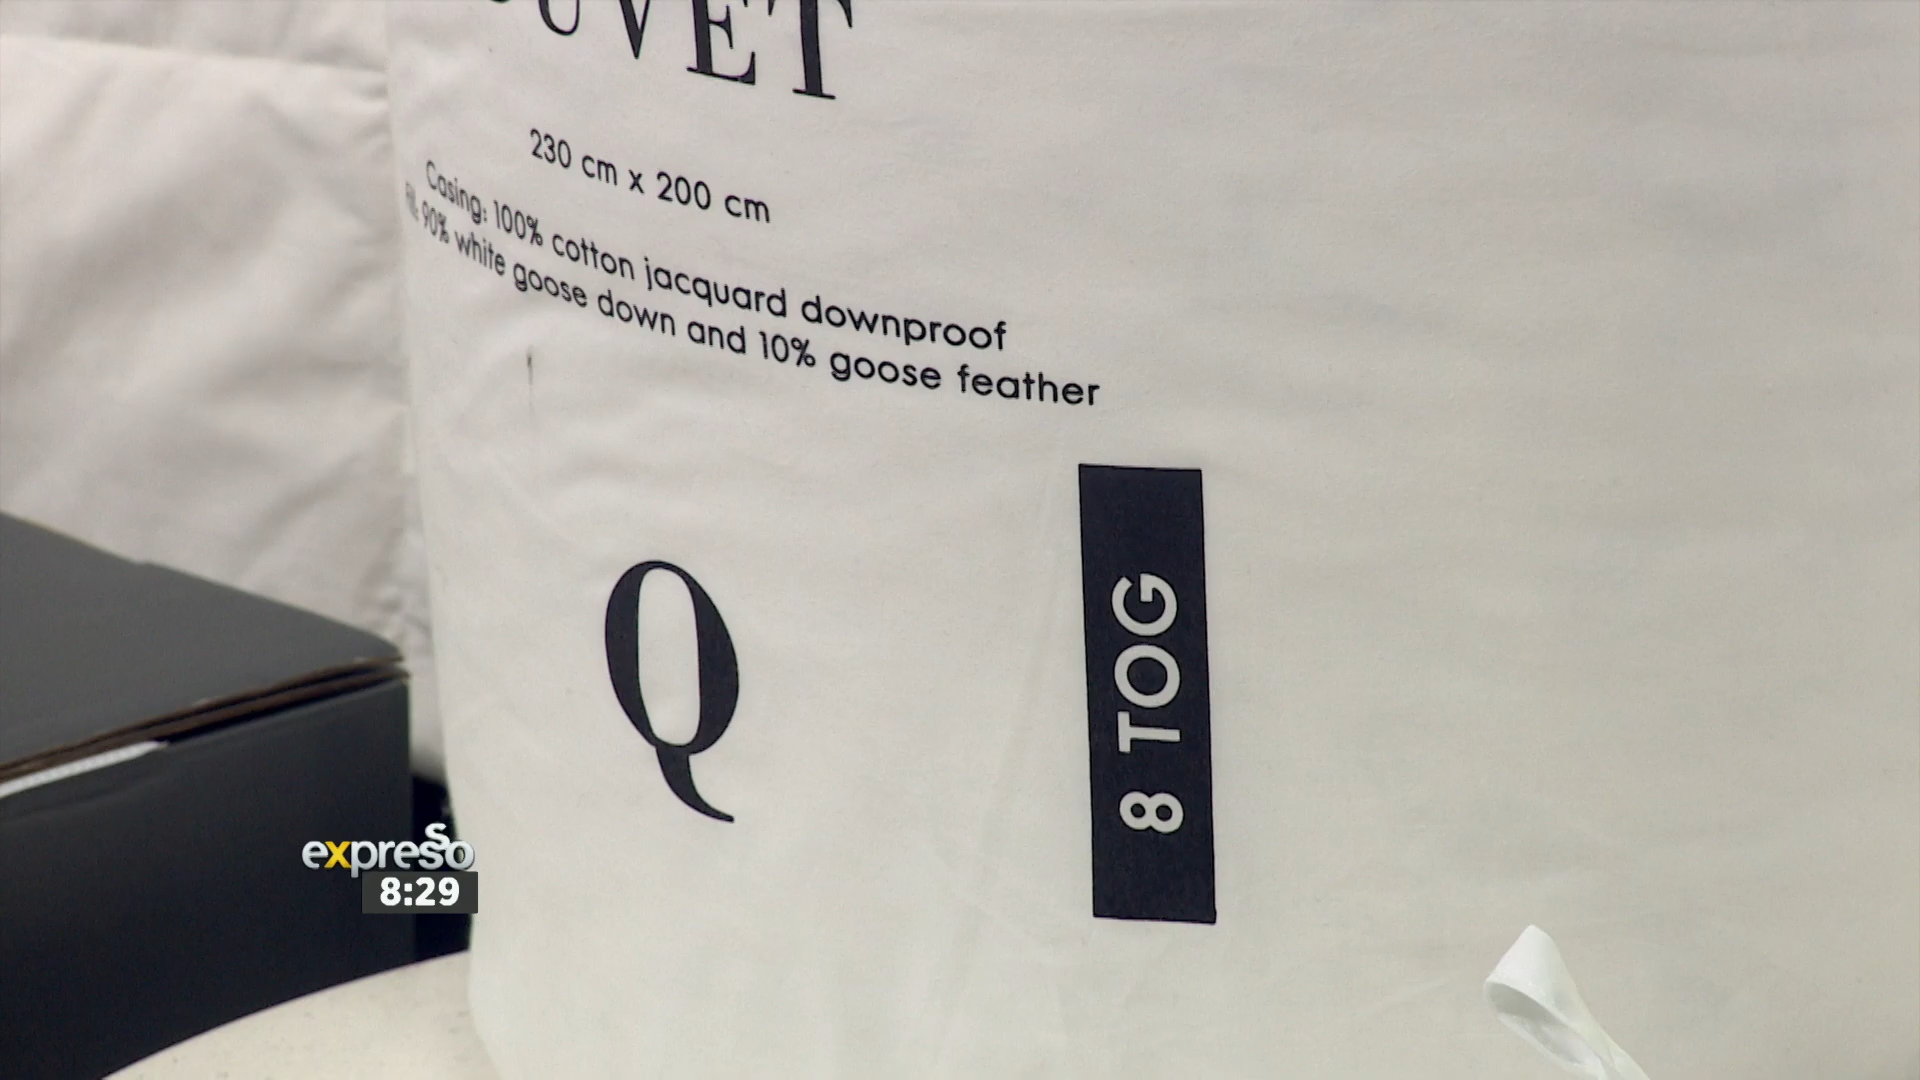 UVET
230 cm x 200 cm
Casing: 100% cotton jacquard downproof
Fill: 90% white goose down and 10% goose feather
Q
8 TOG
expresso
8:29